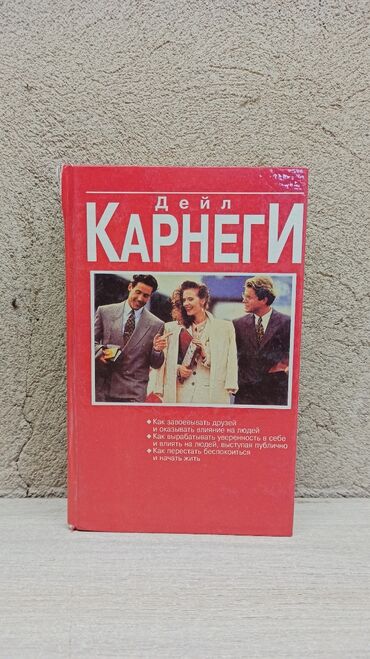 Дейл
КАРНЕГИ
◆ Как завоевывать друзей
и оказывать влияние на людей
◆ Как вырабатывать уверенность в себе
и влиять на людей, выступая публично
◆ Как перестать беспокоиться
и начать жить